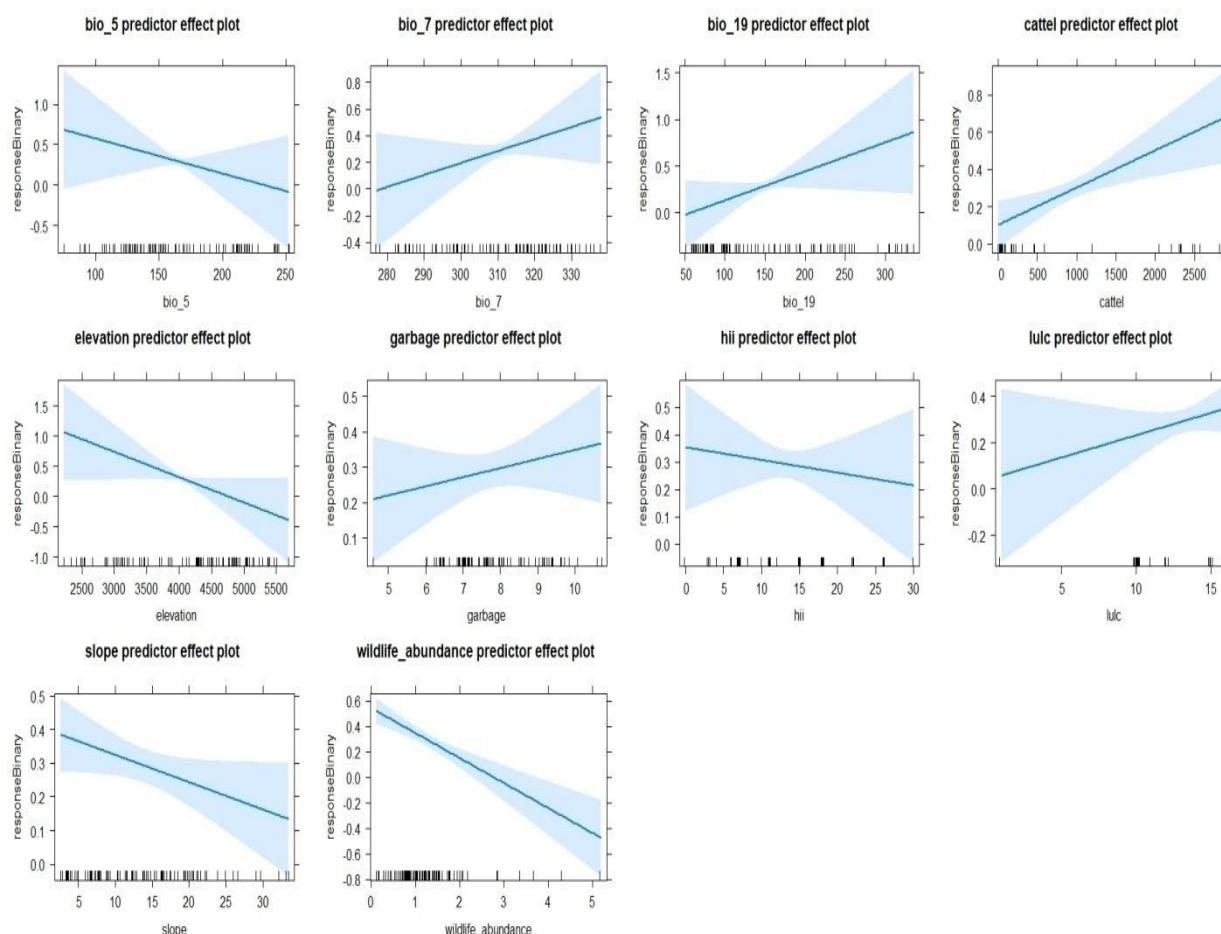 bio_5 predictor effect plot
bio_7 predictor effect plot
bio_19 predictor effect plot
cattel predictor effect plot
responseBinary
1.0
0.5
0.0
-0.5
100 150 200 250
bio_5
responseBinary
0.8
0.6
0.4
0.2
0.0
-0.2
-0.4
280 290 300 310 320 330
bio_7
responseBinary
1.5
1.0
0.5
0.0
50 100 150 200 250 300
bio_19
responseBinary
0.8
0.6
0.4
0.2
0.0
0 500 1000 1500 2000 2500
cattel
elevation predictor effect plot
garbage predictor effect plot
hii predictor effect plot
lulc predictor effect plot
responseBinary
1.5
1.0
0.5
0.0
-0.5
-1.0
2500 3000 3500 4000 4500 5000 5500
elevation
responseBinary
0.5
0.4
0.3
0.2
0.1
5 6 7 8 9 10
garbage
responseBinary
0.5
0.4
0.3
0.2
0.1
0.0
0 5 10 15 20 25 30
hii
responseBinary
0.4
0.2
0.0
-0.2
5 10 15
lulc
slope predictor effect plot
wildlife_abundance predictor effect plot
responseBinary
0.5
0.4
0.3
0.2
0.1
0.0
5 10 15 20 25 30
slope
responseBinary
0.6
0.4
0.2
0.0
-0.2
-0.4
-0.6
-0.8
0 1 2 3 4 5
wildlife_abundance